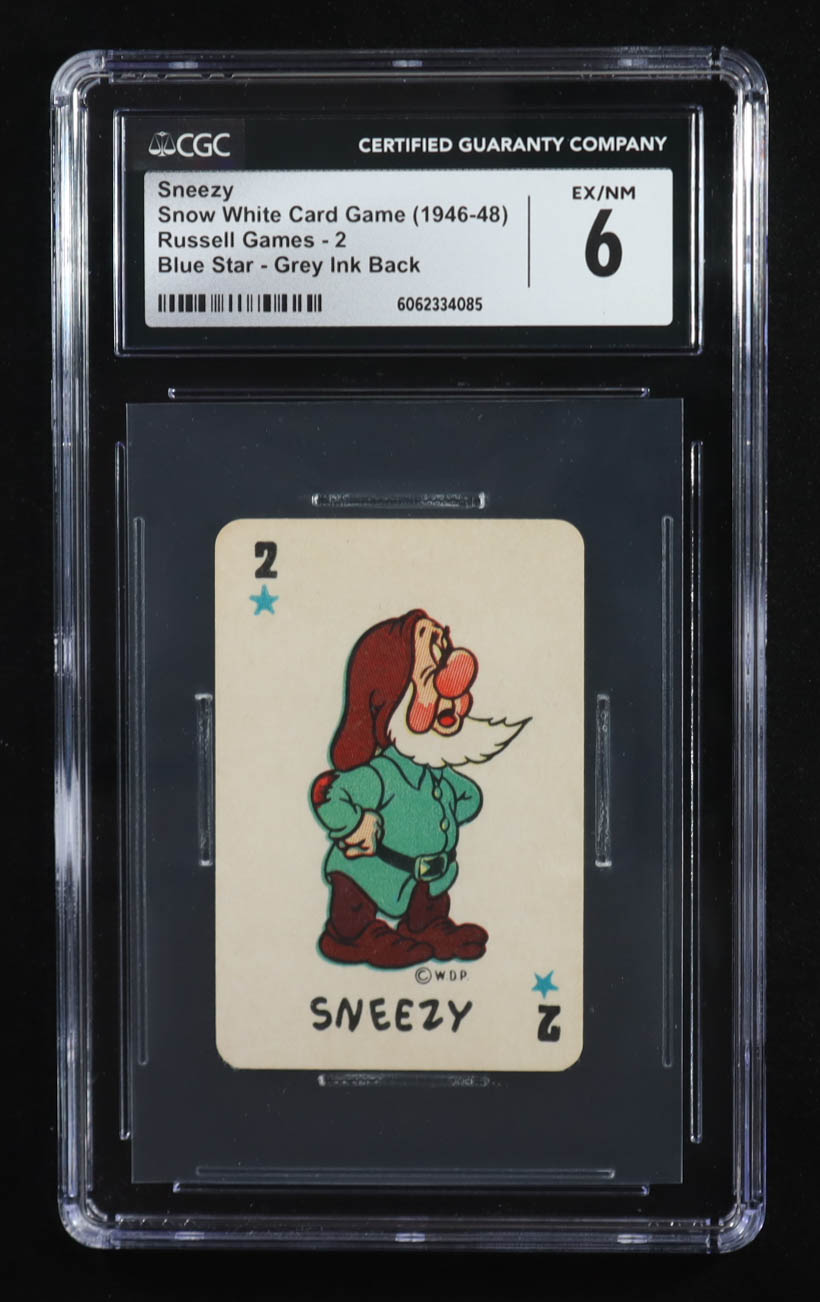 CGC
CERTIFIED GUARANTY COMPANY
Sneezy
Snow White Card Game (1946-48)
Russell Games - 2
Blue Star - Grey Ink Back
EX/NM
6
6062334085
2
© W.D.P.
SNEEZY
2